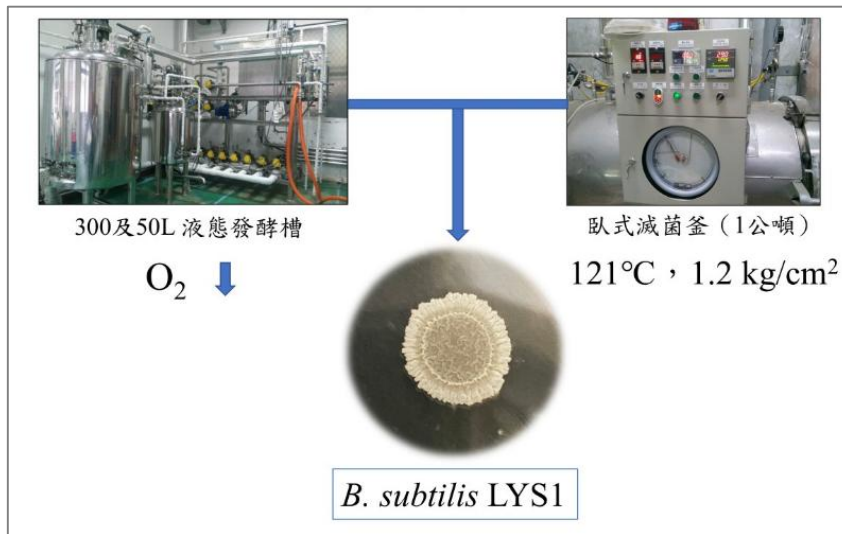 300及50L 液態發酵槽
臥式滅菌釜（1公噸）
O₂
121°C，1.2 kg/cm²
B. subtilis LYS1